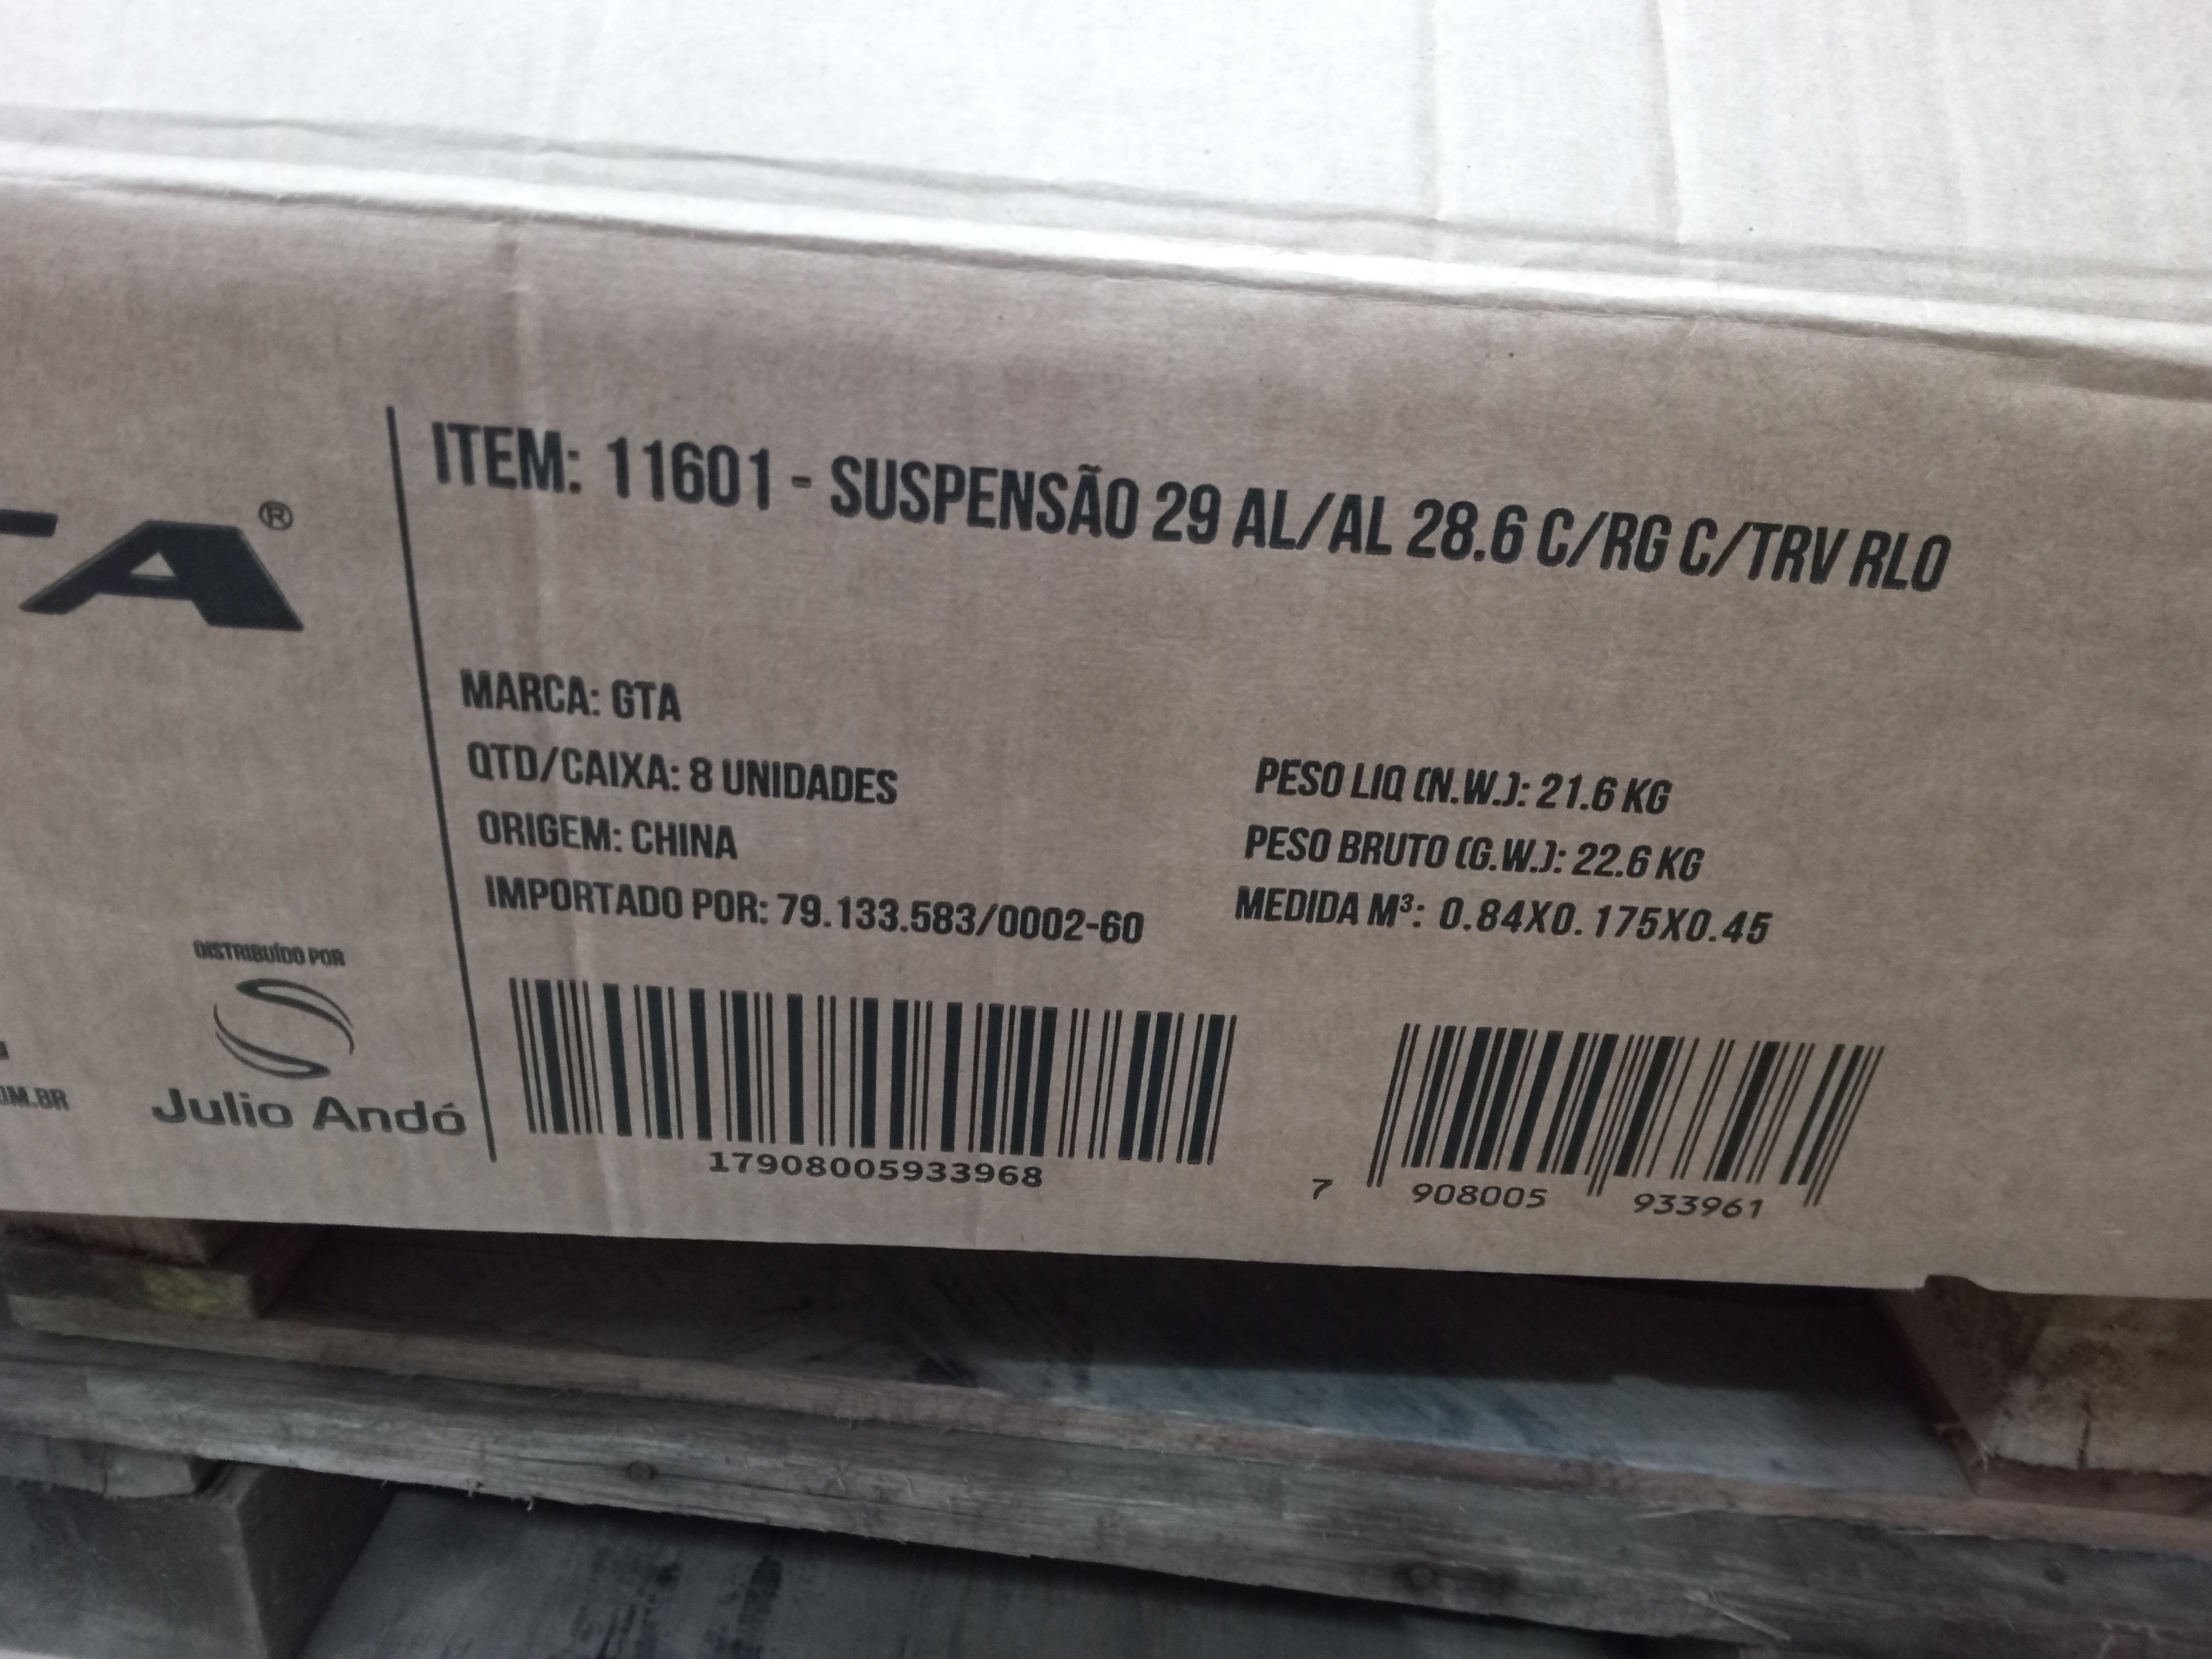 TA®
ITEM: 11601 - SUSPENSÃO 29 AL/AL 28.6 C/RG C/TRV RLO
MARCA: GTA
QTD/CAIXA: 8 UNIDADES
ORIGEM: CHINA
IMPORTADO POR: 79.133.583/0002-60
PESO LIQ (N.W.): 21.6 KG
PESO BRUTO (G.W.): 22.6 KG
MEDIDA M³: 0.84X0.175X0.45
DISTRIBUÍDO POR
Julio Andó
OM.BR
17908005933968
7 908005 933961